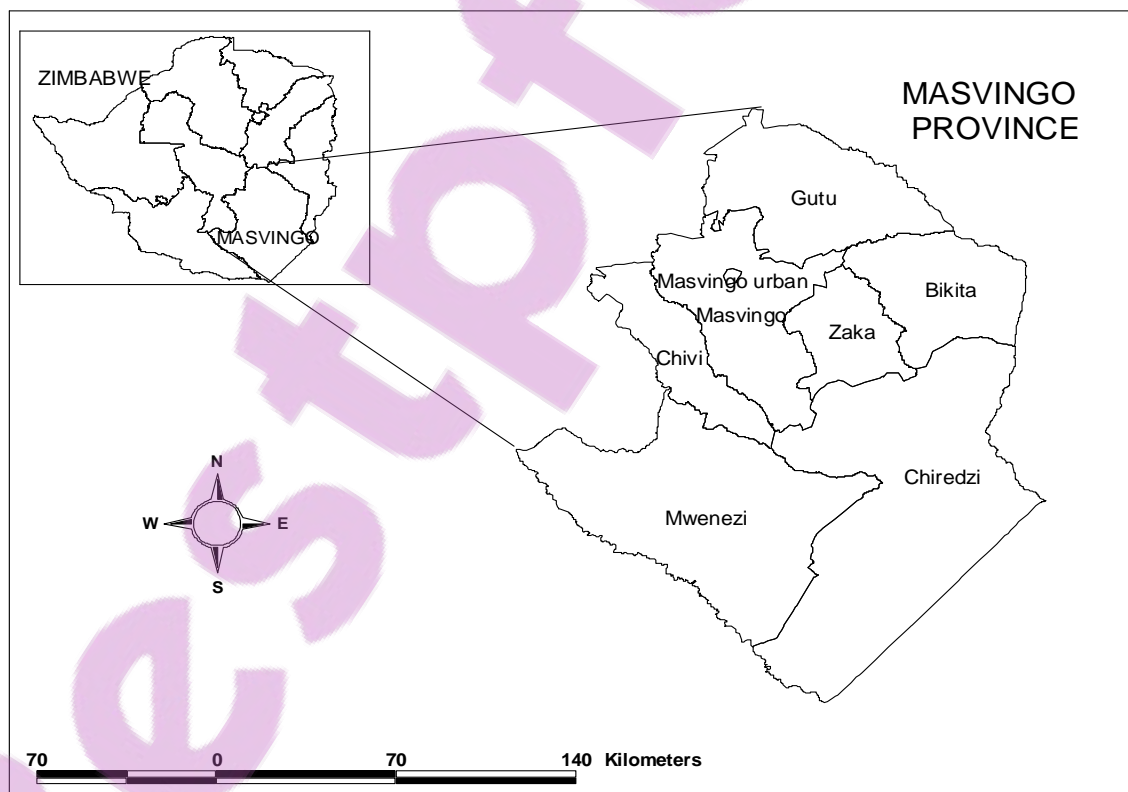 ZIMBABWE
MASVINGO
MASVINGO
PROVINCE
Gutu
Masvingo urban
Bikita
Masvingo
Zaka
Chivi
Chiredzi
Mwenezi
N
W
E
S
70
0
70
140
Kilometers